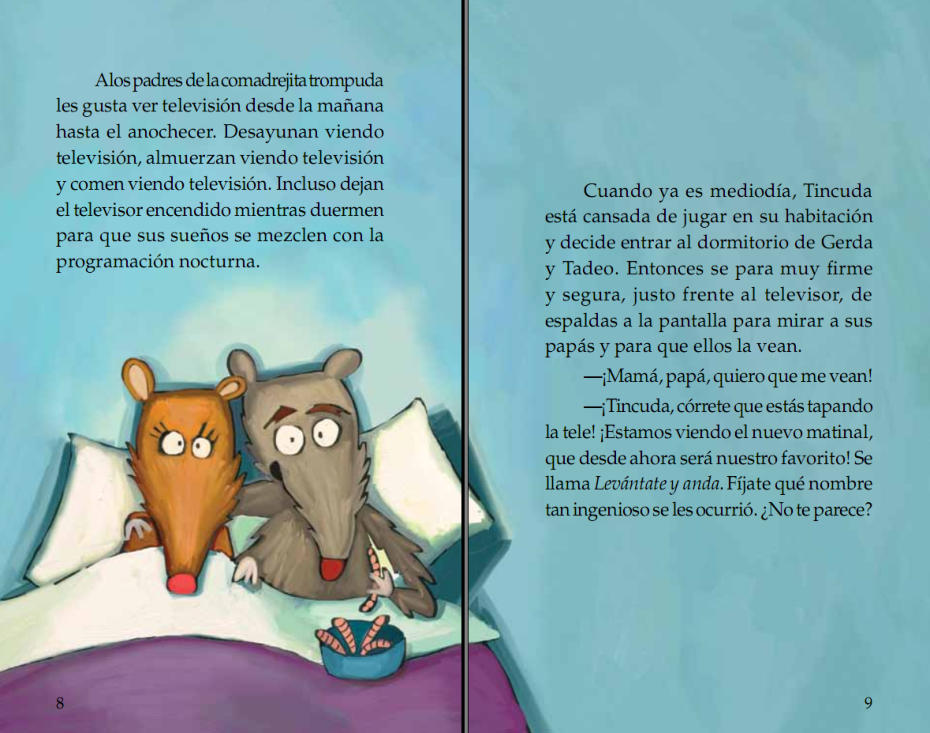 A los padres de la comadrejita trompuda
les gusta ver televisión desde la mañana
hasta el anochecer. Desayunan viendo
televisión, almuerzan viendo televisión
y comen viendo televisión. Incluso dejan
el televisor encendido mientras duermen
para que sus sueños se mezclen con la
programación nocturna.
8
Cuando ya es mediodía, Tincuda
está cansada de jugar en su habitación
y decide entrar al dormitorio de Gerda
y Tadeo. Entonces se para muy firme
y segura, justo frente al televisor, de
espaldas a la pantalla para mirar a sus
papás y para que ellos la vean.
—¡Mamá, papá, quiero que me vean!
—¡Tincuda, córrete que estás tapando
la tele! ¡Estamos viendo el nuevo matinal,
que desde ahora será nuestro favorito! Se
llama Levántate y anda. Fíjate qué nombre
tan ingenioso se les ocurrió. ¿No te parece?
9